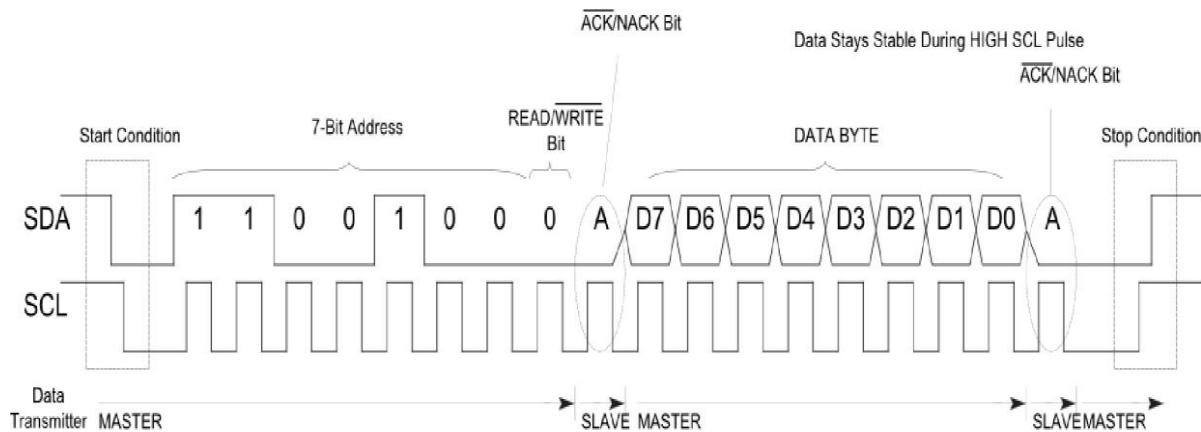 ACK/NACK Bit
Data Stays Stable During HIGH SCL Pulse
ACK/NACK Bit
Start Condition
7-Bit Address
READ/WRITE
Bit
DATA BYTE
Stop Condition
SDA 1 1 0 0 1 0 0 0 A D7 D6 D5 D4 D3 D2 D1 D0 A
SCL
Data
Transmitter MASTER SLAVE MASTER SLAVE MASTER